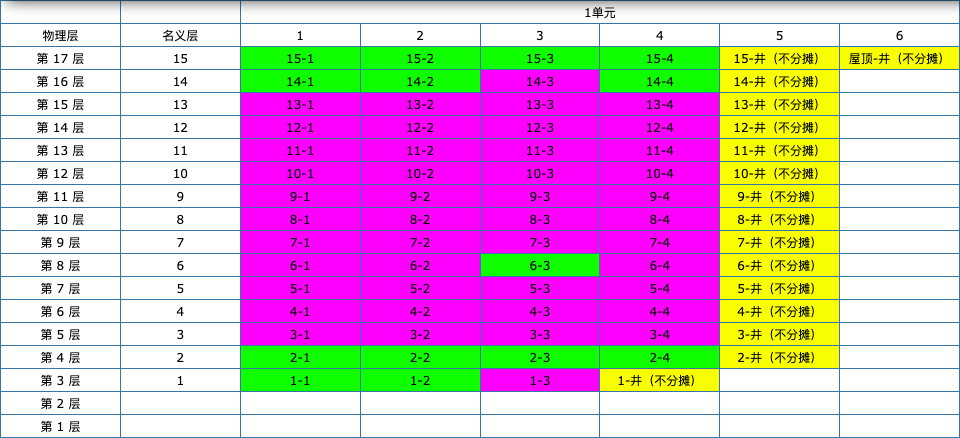 1单元
物理层 名义层 1 2 3 4 5 6
第 17 层 15 15-1 15-2 15-3 15-4 15-井（不分摊） 屋顶-井（不分摊）
第 16 层 14 14-1 14-2 14-3 14-4 14-井（不分摊）
第 15 层 13 13-1 13-2 13-3 13-4 13-井（不分摊）
第 14 层 12 12-1 12-2 12-3 12-4 12-井（不分摊）
第 13 层 11 11-1 11-2 11-3 11-4 11-井（不分摊）
第 12 层 10 10-1 10-2 10-3 10-4 10-井（不分摊）
第 11 层 9 9-1 9-2 9-3 9-4 9-井（不分摊）
第 10 层 8 8-1 8-2 8-3 8-4 8-井（不分摊）
第 9 层 7 7-1 7-2 7-3 7-4 7-井（不分摊）
第 8 层 6 6-1 6-2 6-3 6-4 6-井（不分摊）
第 7 层 5 5-1 5-2 5-3 5-4 5-井（不分摊）
第 6 层 4 4-1 4-2 4-3 4-4 4-井（不分摊）
第 5 层 3 3-1 3-2 3-3 3-4 3-井（不分摊）
第 4 层 2 2-1 2-2 2-3 2-4 2-井（不分摊）
第 3 层 1 1-1 1-2 1-3 1-井（不分摊）
第 2 层
第 1 层